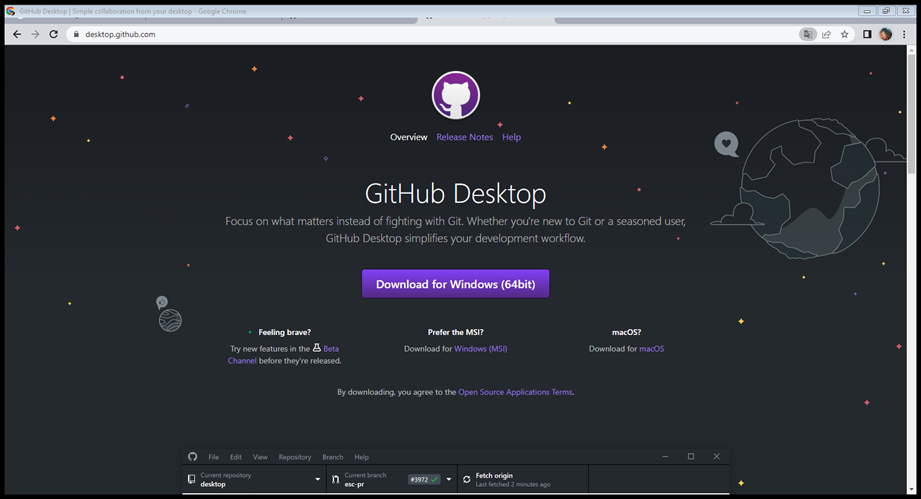 GitHub Desktop | Simple collaboration from your desktop - Google Chrome
desktop.github.com
Overview Release Notes Help
GitHub Desktop
Focus on what matters instead of fighting with Git. Whether you're new to Git or a seasoned user,
GitHub Desktop simplifies your development workflow.
Download for Windows (64bit)
Feeling brave?
Try new features in the Beta
Channel before they're released.
Prefer the MSI?
Download for Windows (MSI)
macOS?
Download for macOS
By downloading, you agree to the Open Source Applications Terms.
File Edit View Repository Branch Help
Current repository
desktop
Current branch
esc-pr #3972
Fetch origin
Last fetched 2 minutes ago